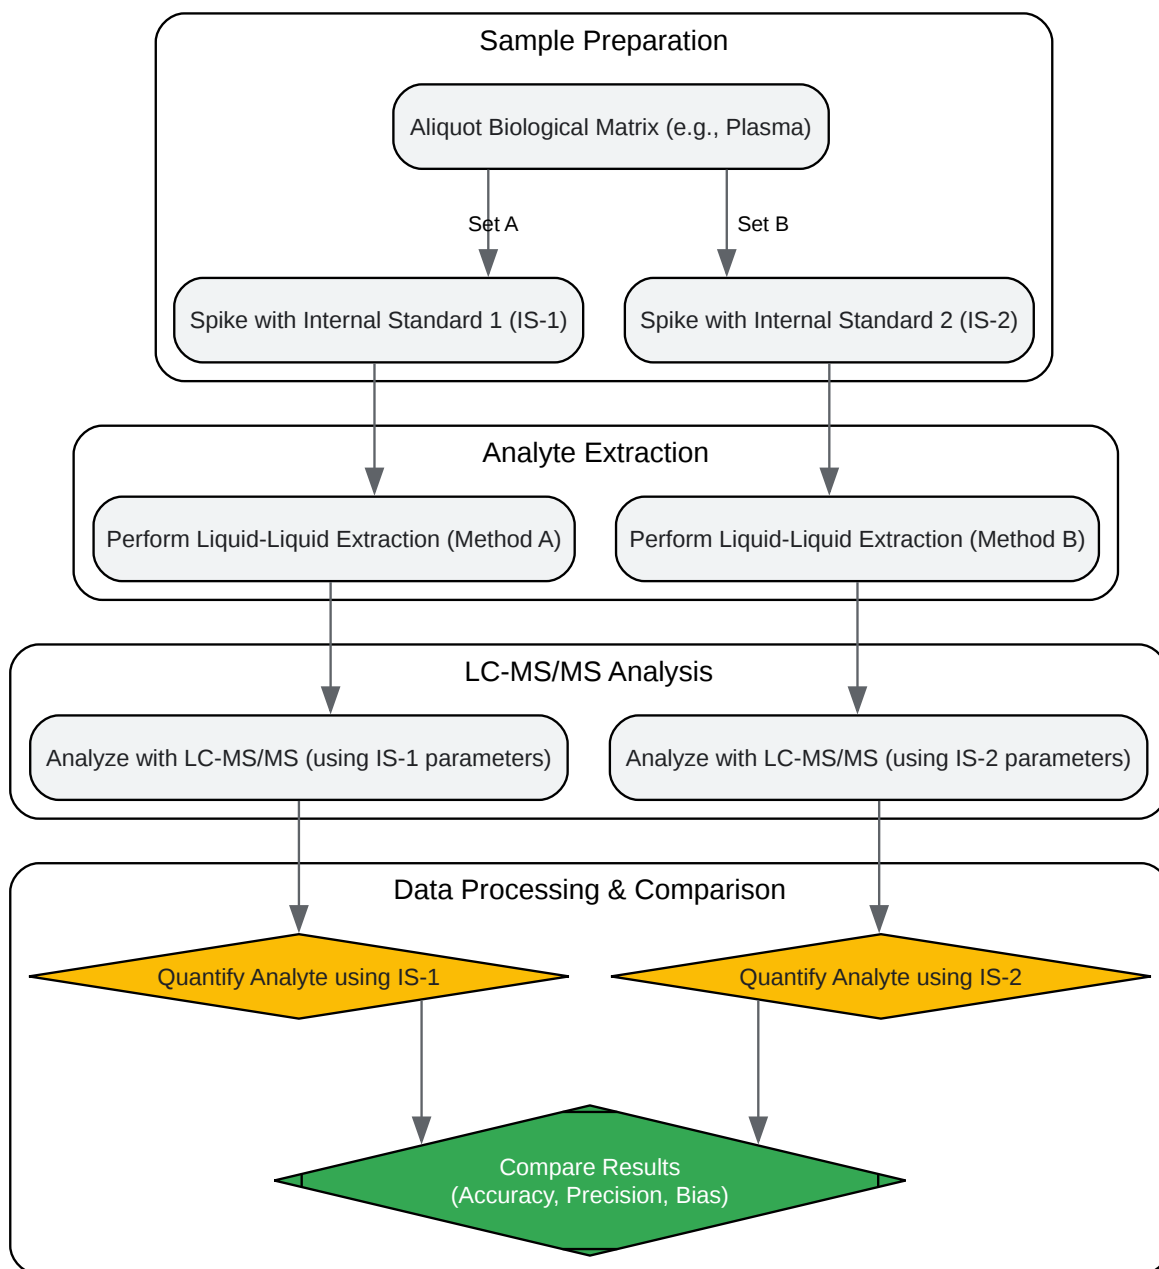 Sample Preparation
Aliquot Biological Matrix (e.g., Plasma)
Set A
Set B
Spike with Internal Standard 1 (IS-1)
Spike with Internal Standard 2 (IS-2)
Analyte Extraction
Perform Liquid-Liquid Extraction (Method A)
Perform Liquid-Liquid Extraction (Method B)
LC-MS/MS Analysis
Analyze with LC-MS/MS (using IS-1 parameters)
Analyze with LC-MS/MS (using IS-2 parameters)
Data Processing & Comparison
Quantify Analyte using IS-1
Quantify Analyte using IS-2
Compare Results
(Accuracy, Precision, Bias)